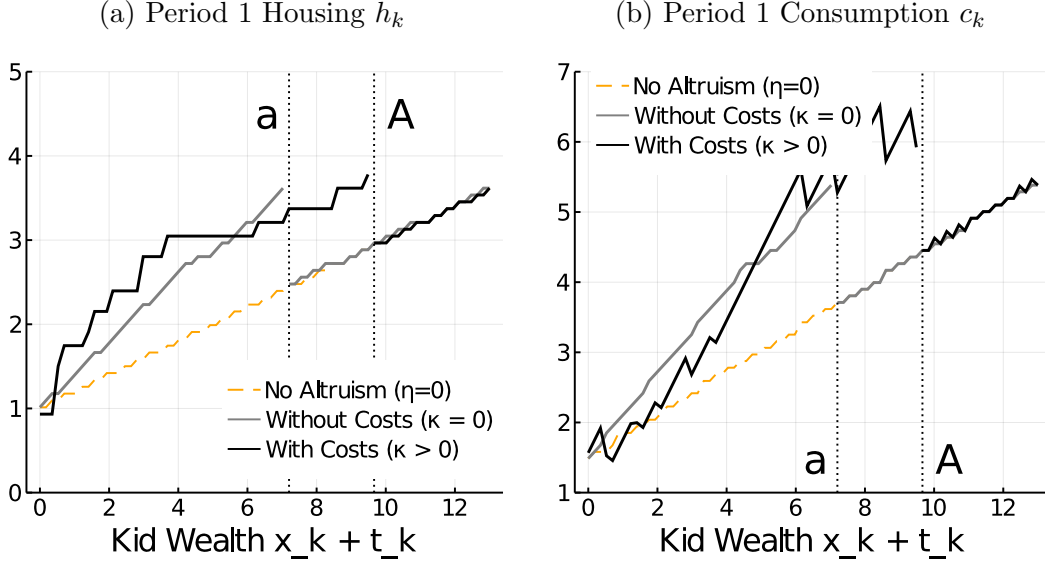 (a) Period 1 Housing h_k
(b) Period 1 Consumption c_k
5
4
3
2
1
0
a
A
No Altruism (η=0)
Without Costs (κ = 0)
With Costs (κ > 0)
0 2 4 6 8 10 12
Kid Wealth x_k + t_k
7
6
5
4
3
2
1
No Altruism (η=0)
Without Costs (κ = 0)
With Costs (κ > 0)
a
A
0 2 4 6 8 10 12
Kid Wealth x_k + t_k